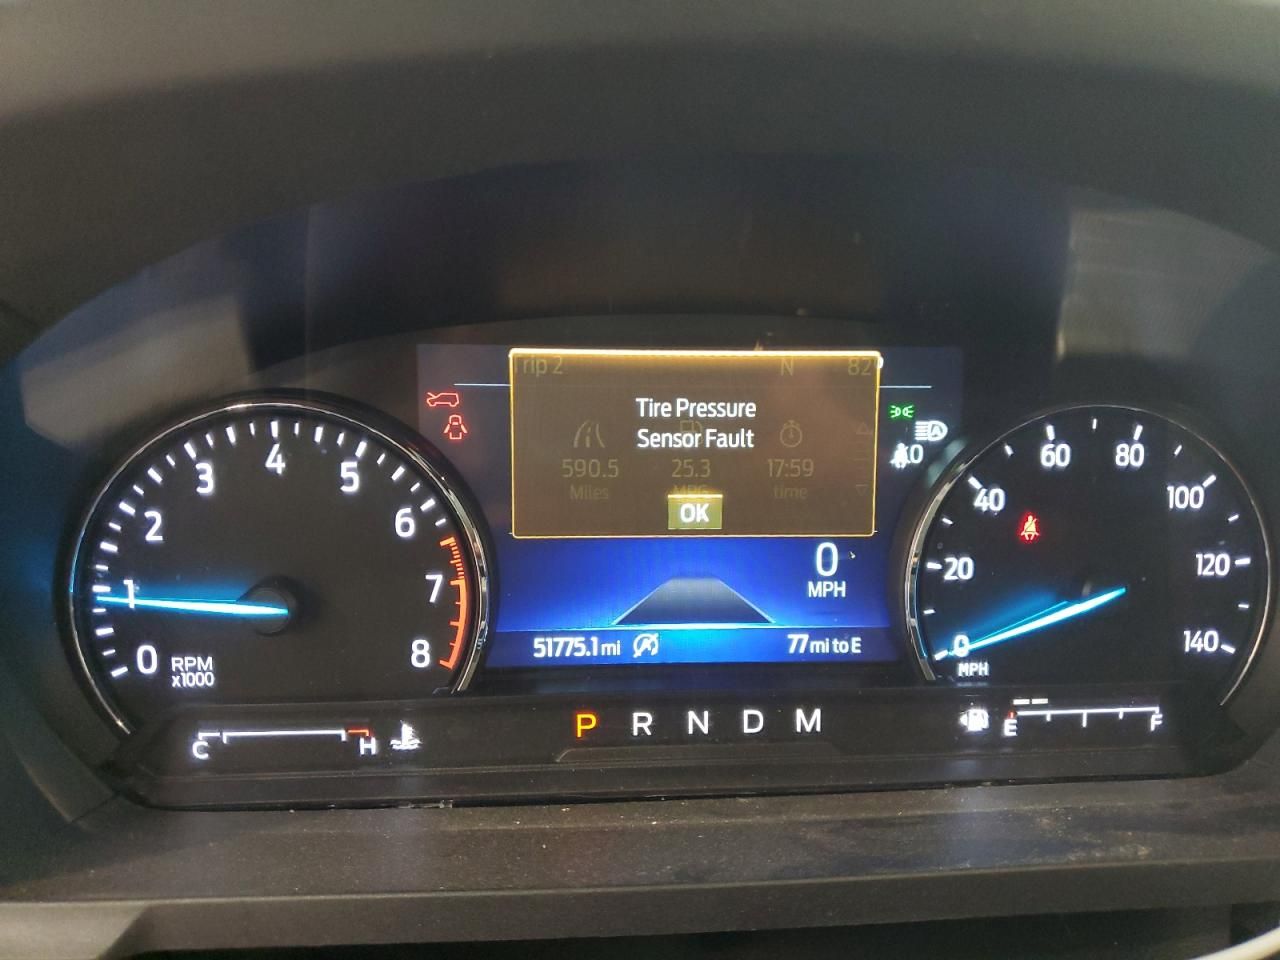 Trip 2 N 82
Tire Pressure
Sensor Fault
590.5 25.3 17:59
Miles MPG time
OK
0
MPH
51775.1 mi 77 mi to E
0 1 2 3 4 5 6 7 8
RPM
x1000
0 20 40 60 80 100 120 140
MPH
C H
P R N D M
E F